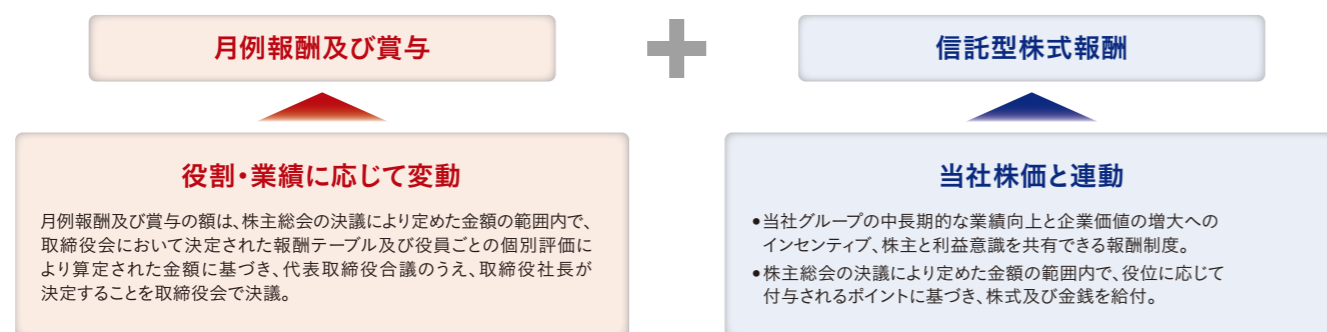 月例報酬及び賞与
役割・業績に応じて変動
月例報酬及び賞与の額は、株主総会の決議により定めた金額の範囲内で、
取締役会において決定された報酬テーブル及び役員ごとの個別評価に
より算定された金額に基づき、代表取締役合議のうえ、取締役社長が
決定することを取締役会で決議。
+
信託型株式報酬
当社株価と連動
●当社グループの中長期的な業績向上と企業価値の増大への
インセンティブ、株主と利益意識を共有できる報酬制度。
●株主総会の決議により定めた金額の範囲内で、役位に応じて
付与されるポイントに基づき、株式及び金銭を給付。